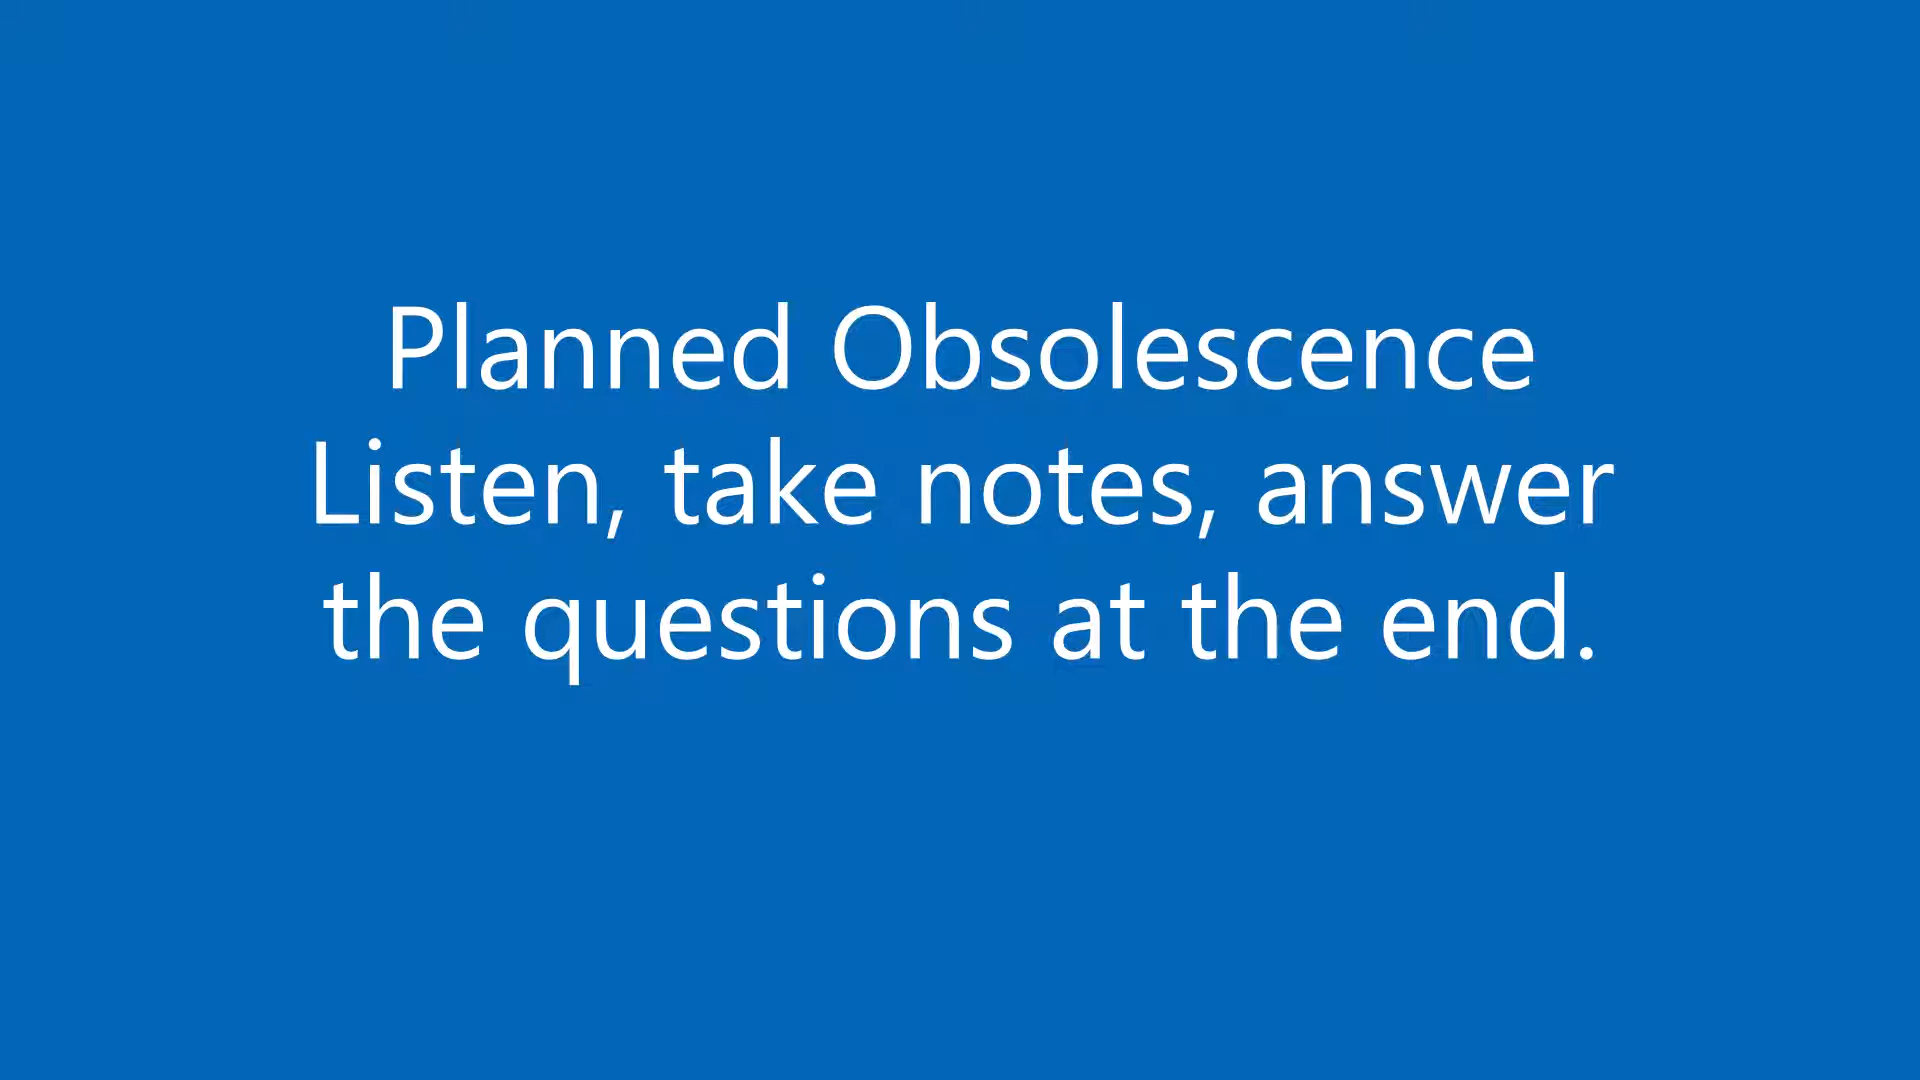 Planned Obsolescence
Listen, take notes, answer
the questions at the end.